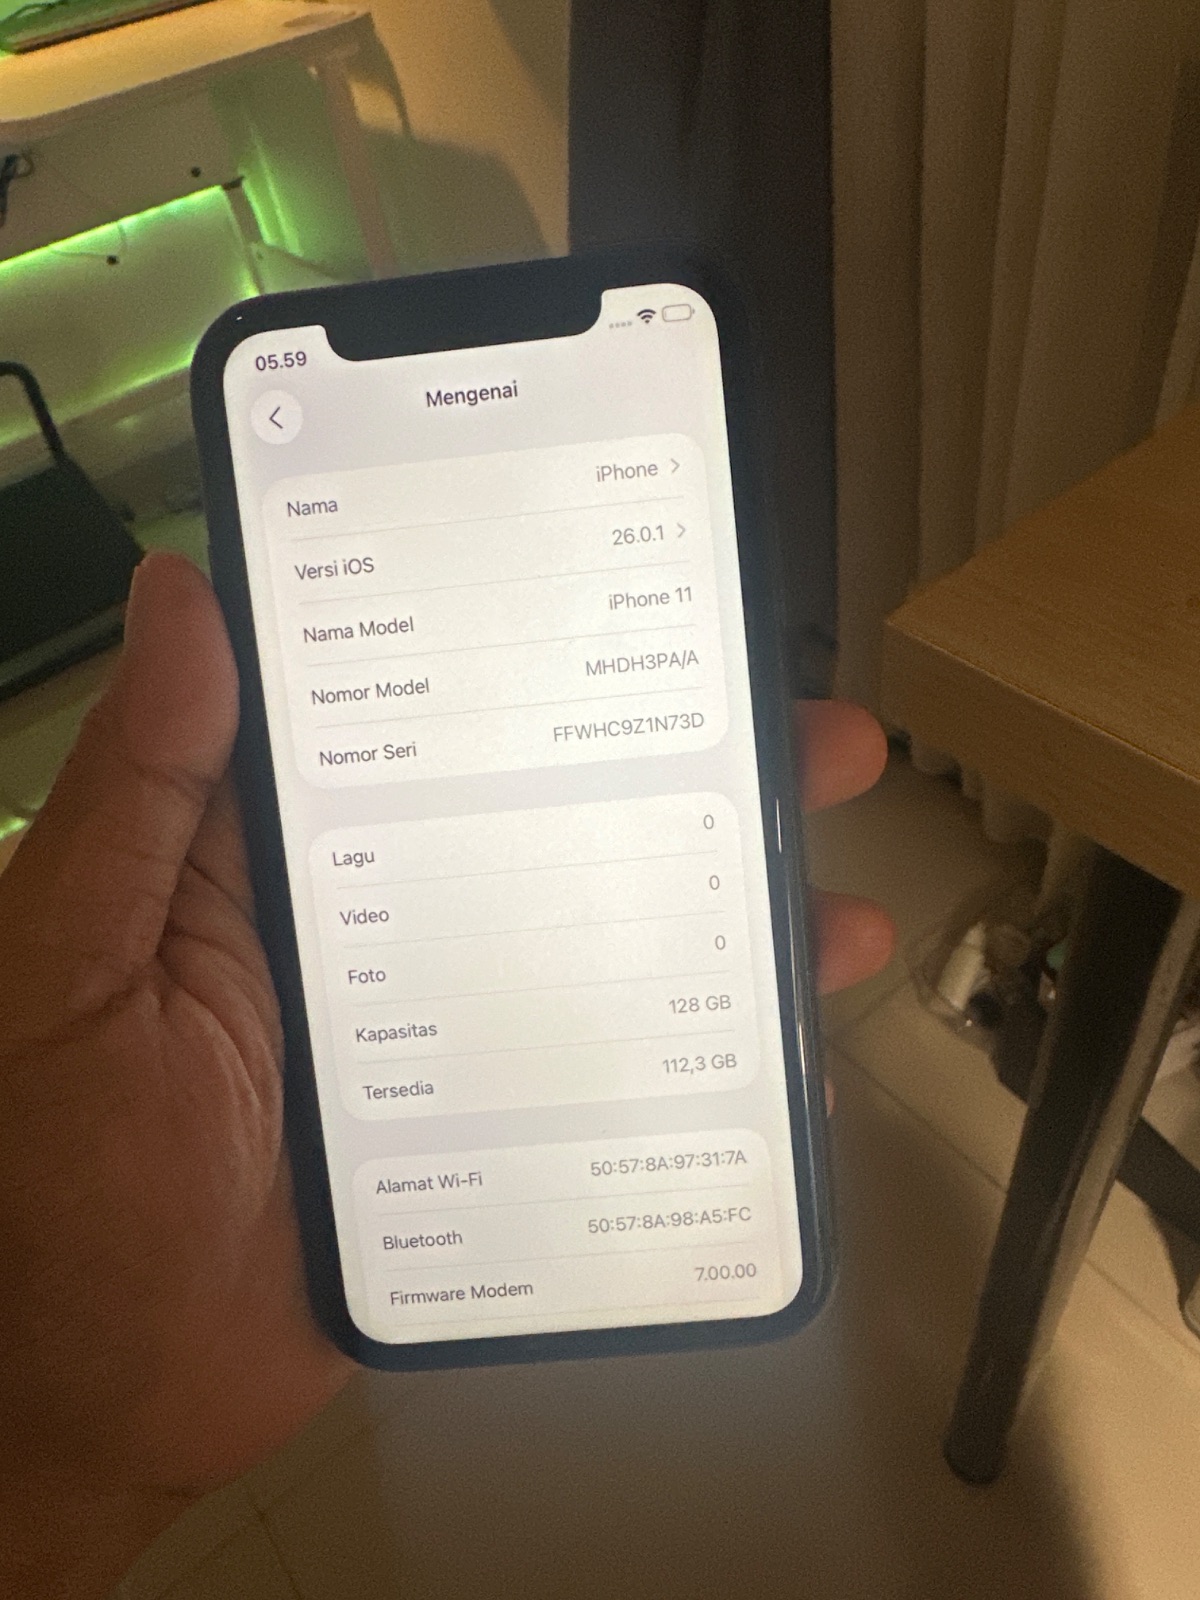 05.59
Mengenai
Nama iPhone
Versi iOS 26.0.1
Nama Model iPhone 11
Nomor Model MHDH3PA/A
Nomor Seri FFWHC9Z1N73D
Lagu 0
Video 0
Foto 0
Kapasitas 128 GB
Tersedia 112,3 GB
Alamat Wi-Fi 50:57:8A:97:31:7A
Bluetooth 50:57:8A:98:A5:FC
Firmware Modem 7.00.00